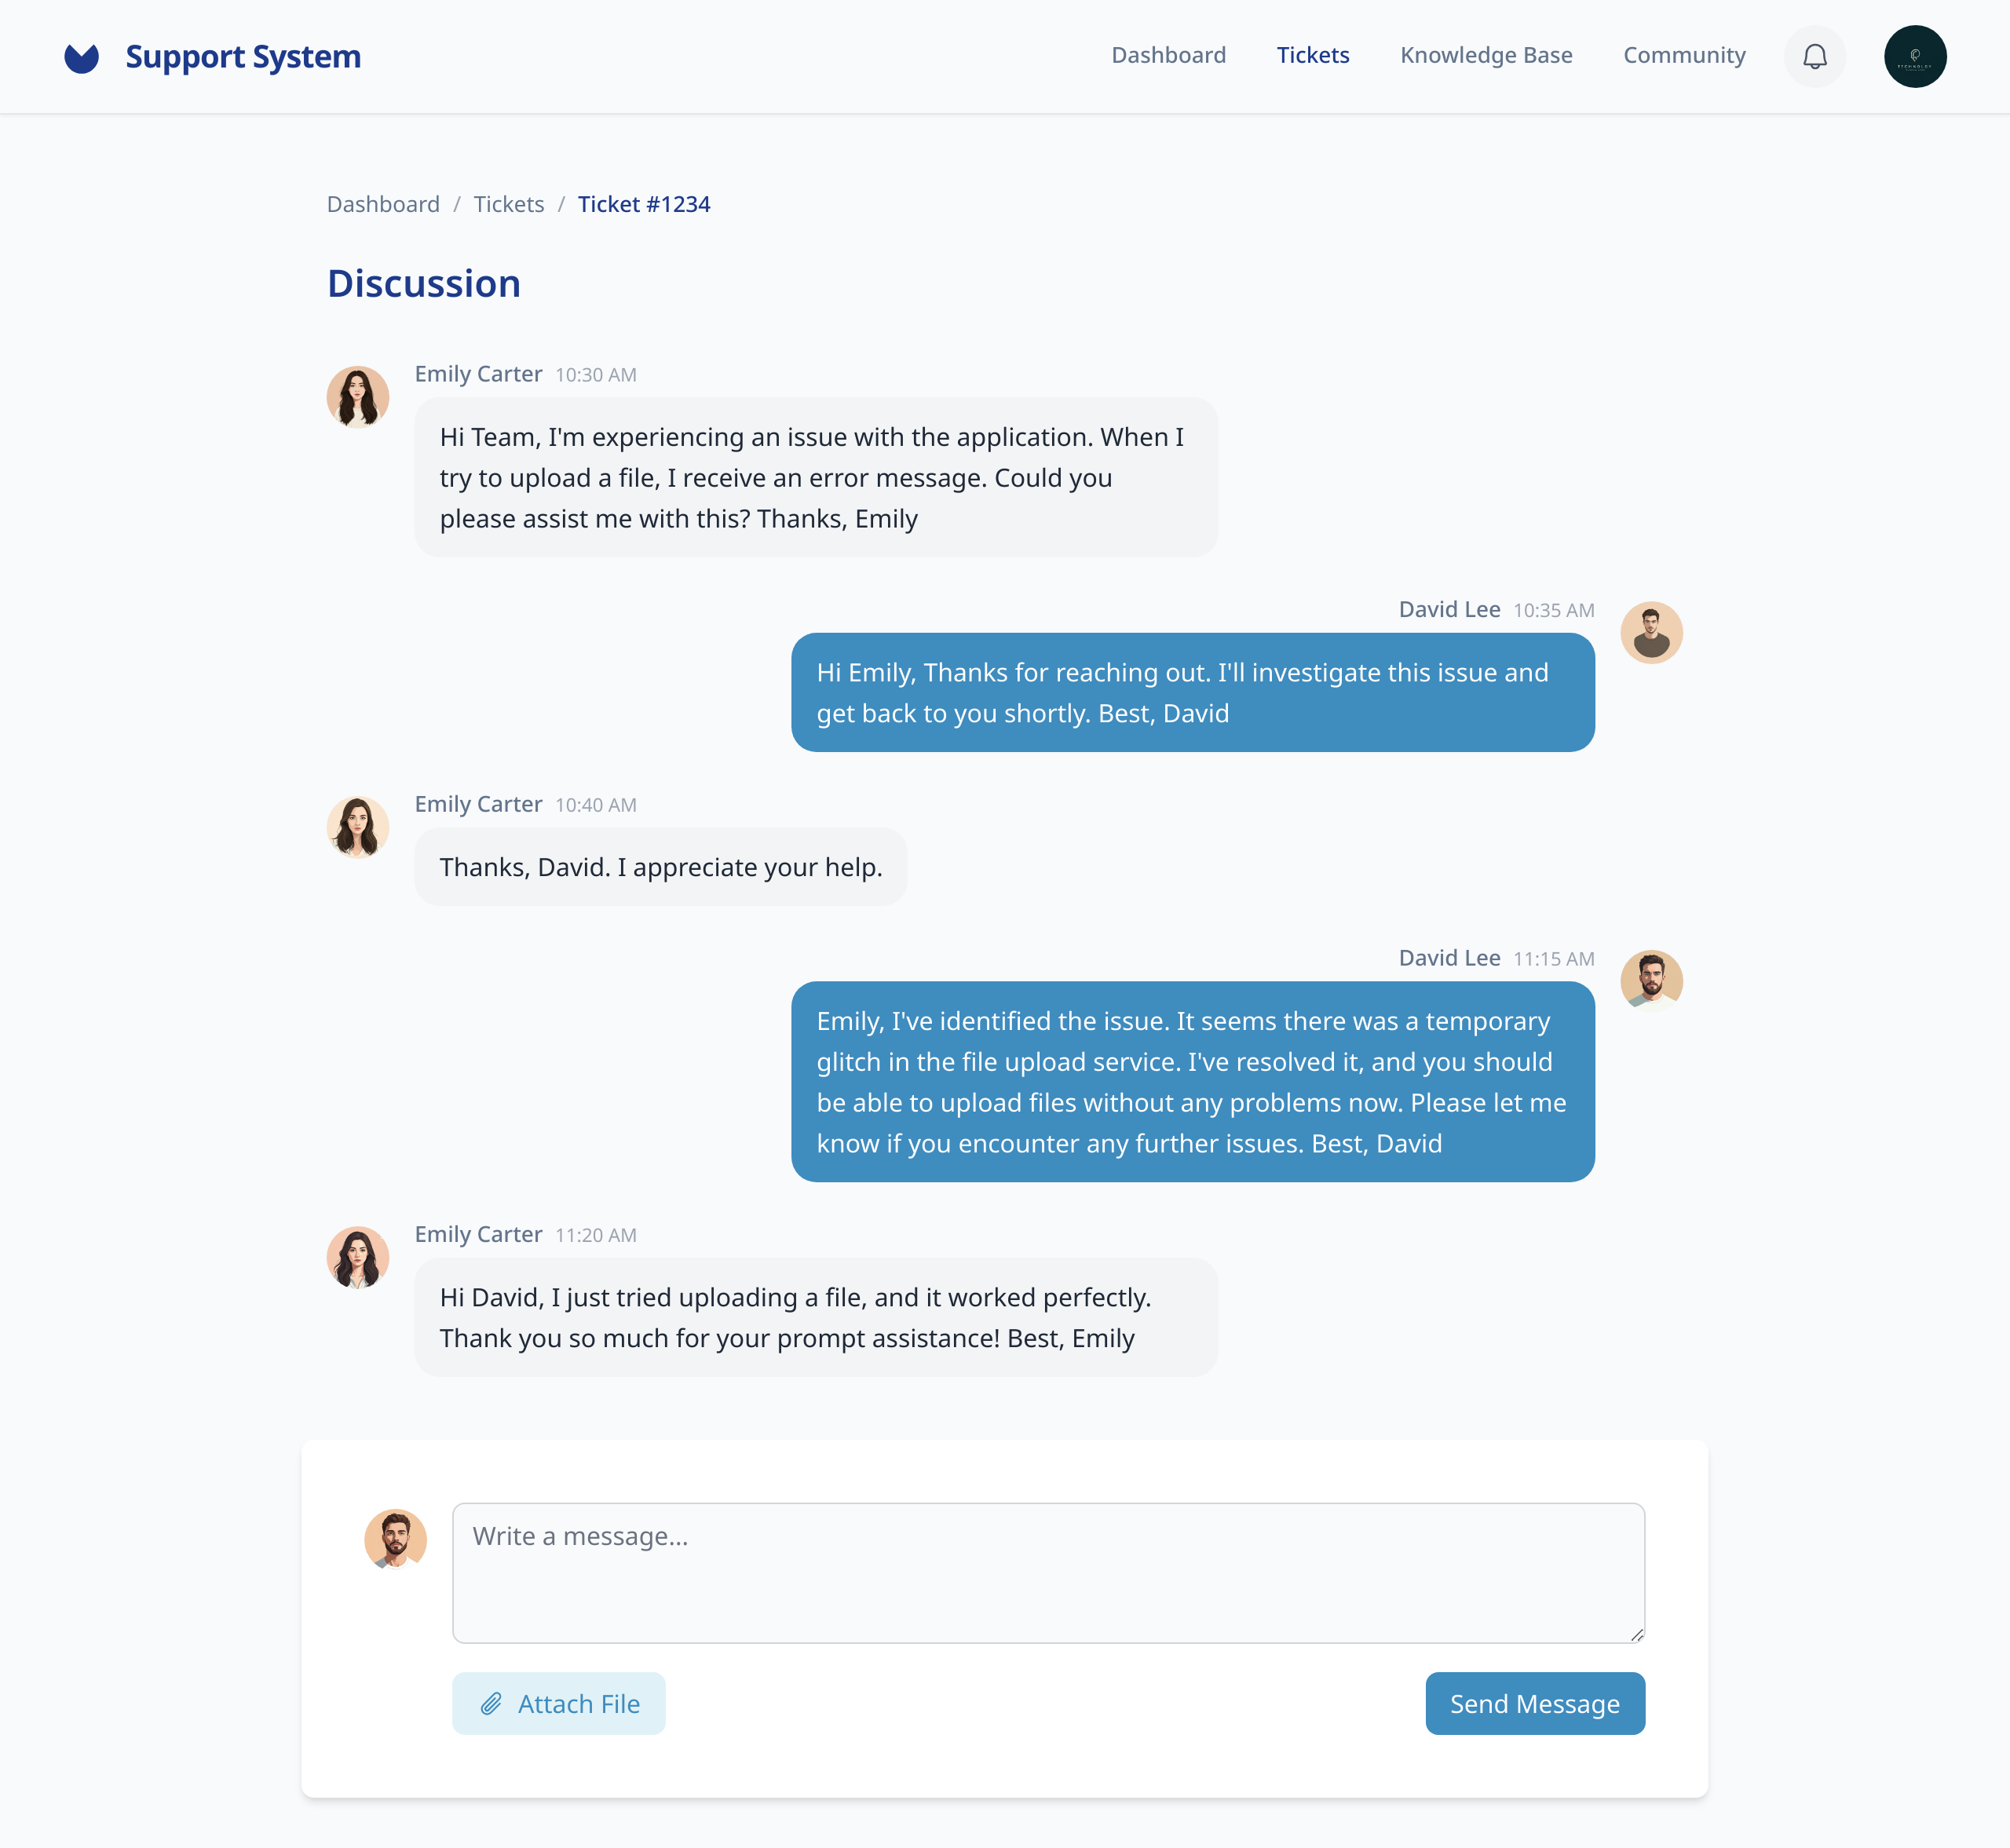 Support System
Dashboard
Tickets
Knowledge Base
Community
Dashboard / Tickets / Ticket #1234
Discussion
Emily Carter 10:30 AM
Hi Team, I'm experiencing an issue with the application. When I
try to upload a file, I receive an error message. Could you
please assist me with this? Thanks, Emily
David Lee 10:35 AM
Hi Emily, Thanks for reaching out. I'll investigate this issue and
get back to you shortly. Best, David
Emily Carter 10:40 AM
Thanks, David. I appreciate your help.
David Lee 11:15 AM
Emily, I've identified the issue. It seems there was a temporary
glitch in the file upload service. I've resolved it, and you should
be able to upload files without any problems now. Please let me
know if you encounter any further issues. Best, David
Emily Carter 11:20 AM
Hi David, I just tried uploading a file, and it worked perfectly.
Thank you so much for your prompt assistance! Best, Emily
Write a message...
Attach File
Send Message